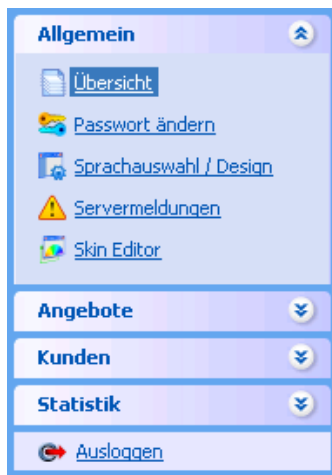 Allgemein
Übersicht
Passwort ändern
Sprachauswahl / Design
Servermeldungen
Skin Editor
Angebote
Kunden
Statistik
Ausloggen